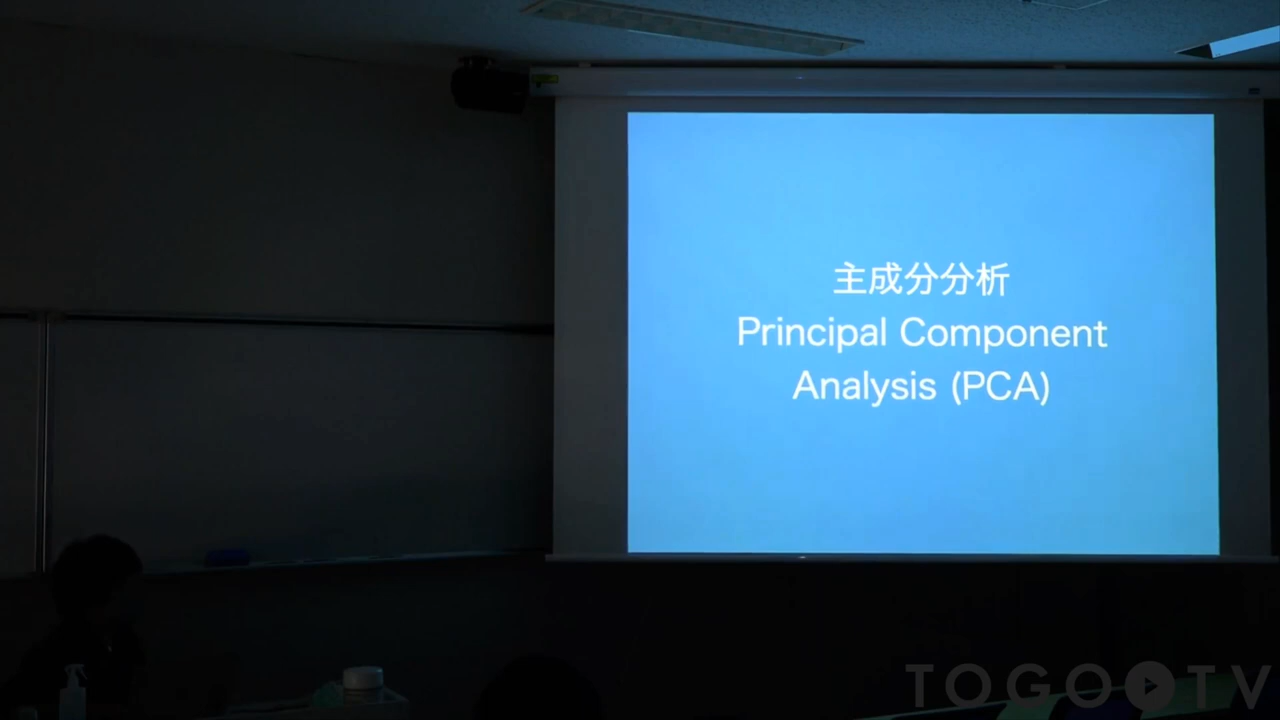 主成分分析
Principal Component
Analysis (PCA)
TOGO TV